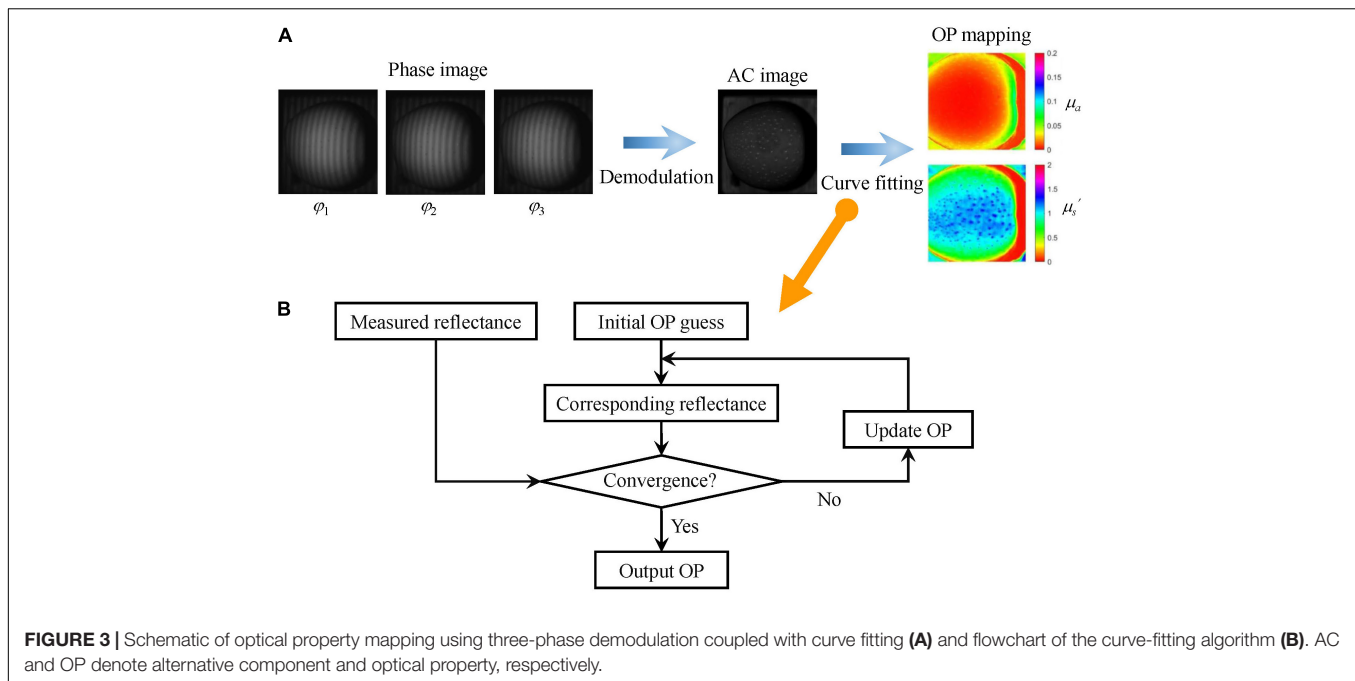 A
Phase image
AC image
OP mapping
φ1
φ2
φ3
Demodulation
Curve fitting
0.2
0.15
0.1
0.05
0
μa
2
1.5
1
0.5
0
μs′
B
Measured reflectance
Initial OP guess
Corresponding reflectance
Update OP
Convergence?
No
Yes
Output OP
FIGURE 3 | Schematic of optical property mapping using three-phase demodulation coupled with curve fitting (A) and flowchart of the curve-fitting algorithm (B). AC
and OP denote alternative component and optical property, respectively.